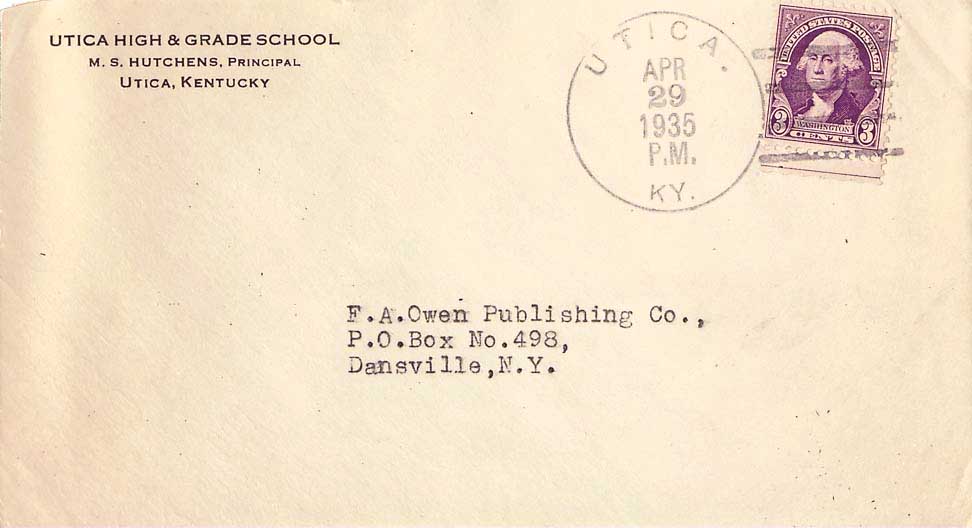 UTICA HIGH & GRADE SCHOOL
M. S. HUTCHENS, PRINCIPAL
UTICA, KENTUCKY
UTICA.
APR
29
1935
P.M.
KY.
UNITED STATES POSTAGE
WASHINGTON
3 CENTS 3
F.A.Owen Publishing Co.,
P.O.Box No.498,
Dansville,N.Y.